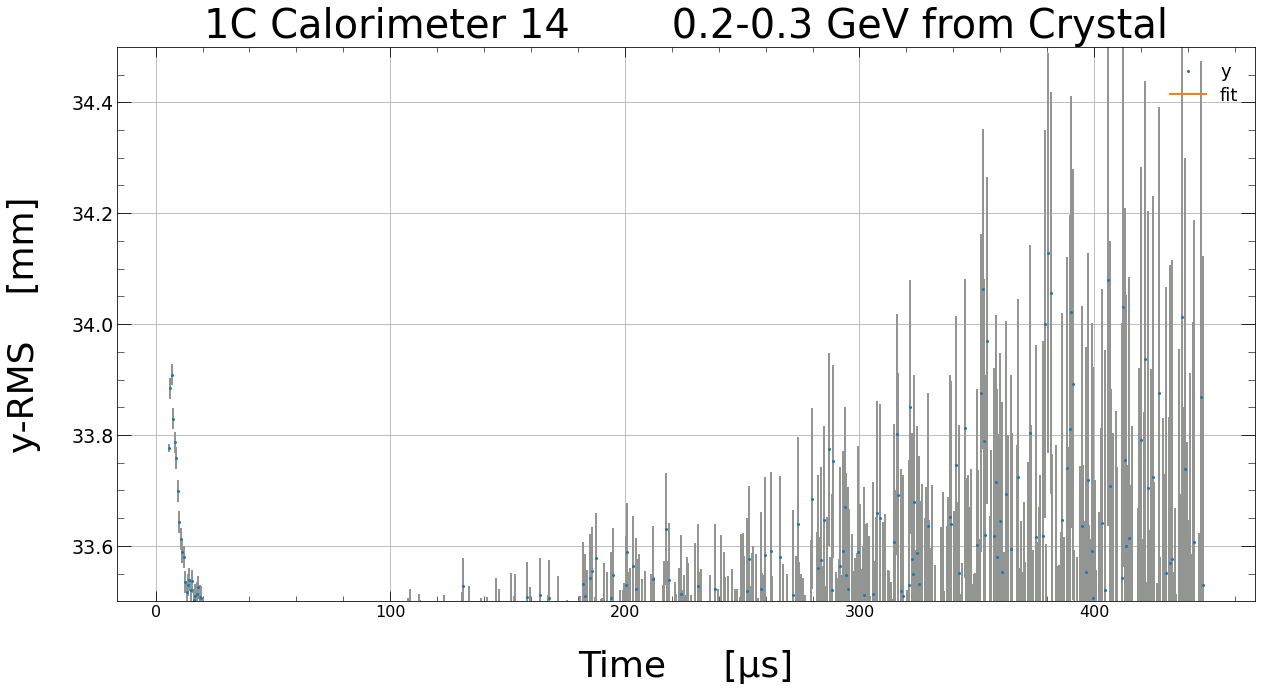 1C Calorimeter 14 0.2-0.3 GeV from Crystal
y
fit
34.4
34.2
34.0
33.8
33.6
y-RMS [mm]
0 100 200 300 400
Time [μs]